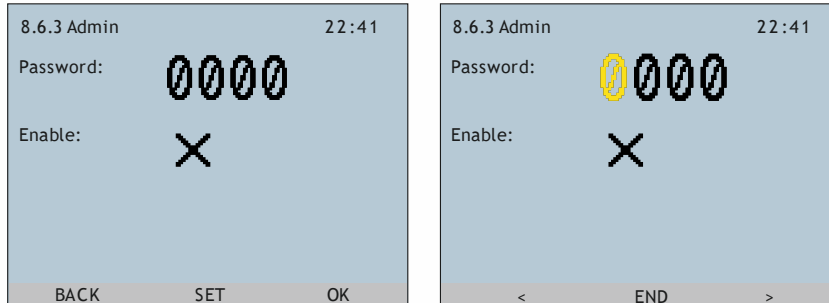 8.6.3 Admin 22:41
Password: 0000
Enable: ×
BACK SET OK
8.6.3 Admin 22:41
Password: 0000
Enable: ×
< END >